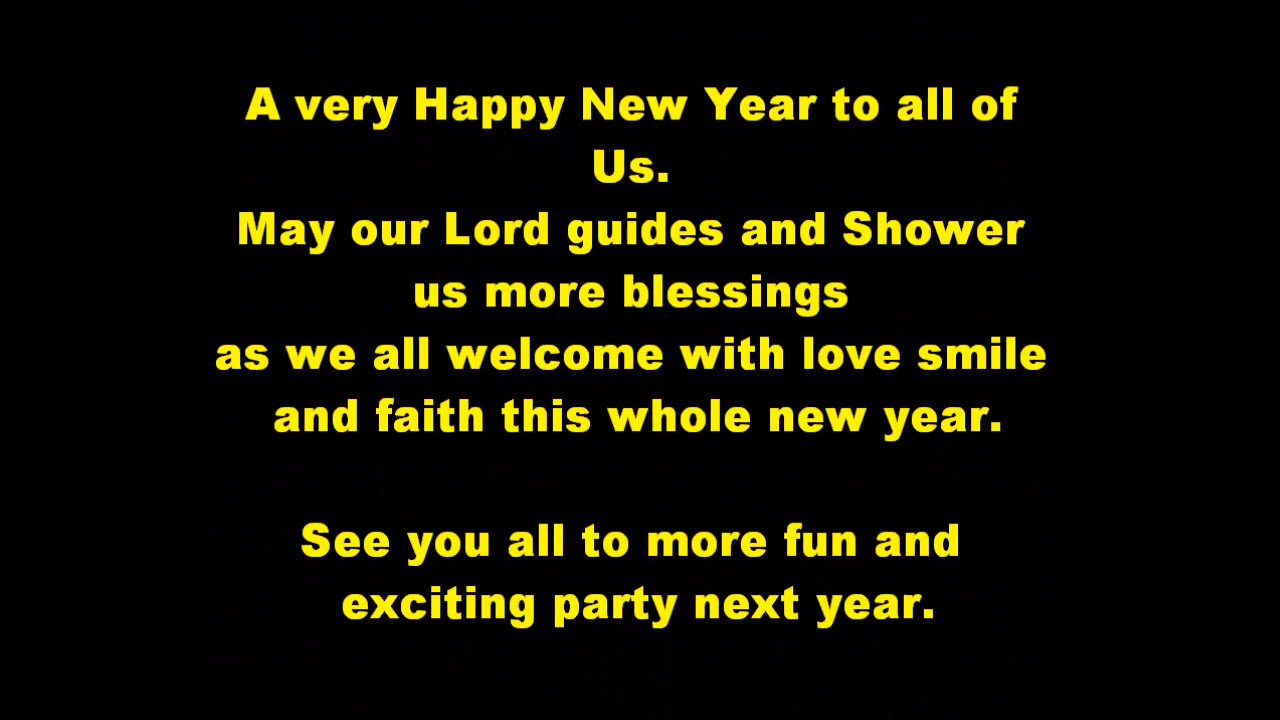 A very Happy New Year to all of
Us.
May our Lord guides and Shower
us more blessings
as we all welcome with love smile
and faith this whole new year.
See you all to more fun and
exciting party next year.